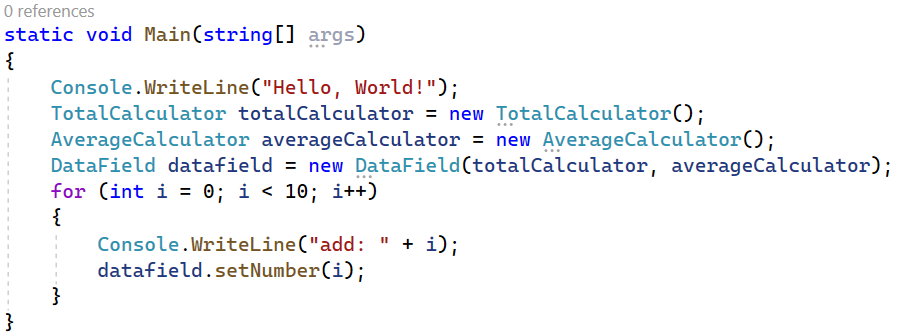 0 references
static void Main(string[] args)
{
    Console.WriteLine("Hello, World!");
    TotalCalculator totalCalculator = new TotalCalculator();
    AverageCalculator averageCalculator = new AverageCalculator();
    DataField datafield = new DataField(totalCalculator, averageCalculator);
    for (int i = 0; i < 10; i++)
    {
        Console.WriteLine("add: " + i);
        datafield.setNumber(i);
    }
}